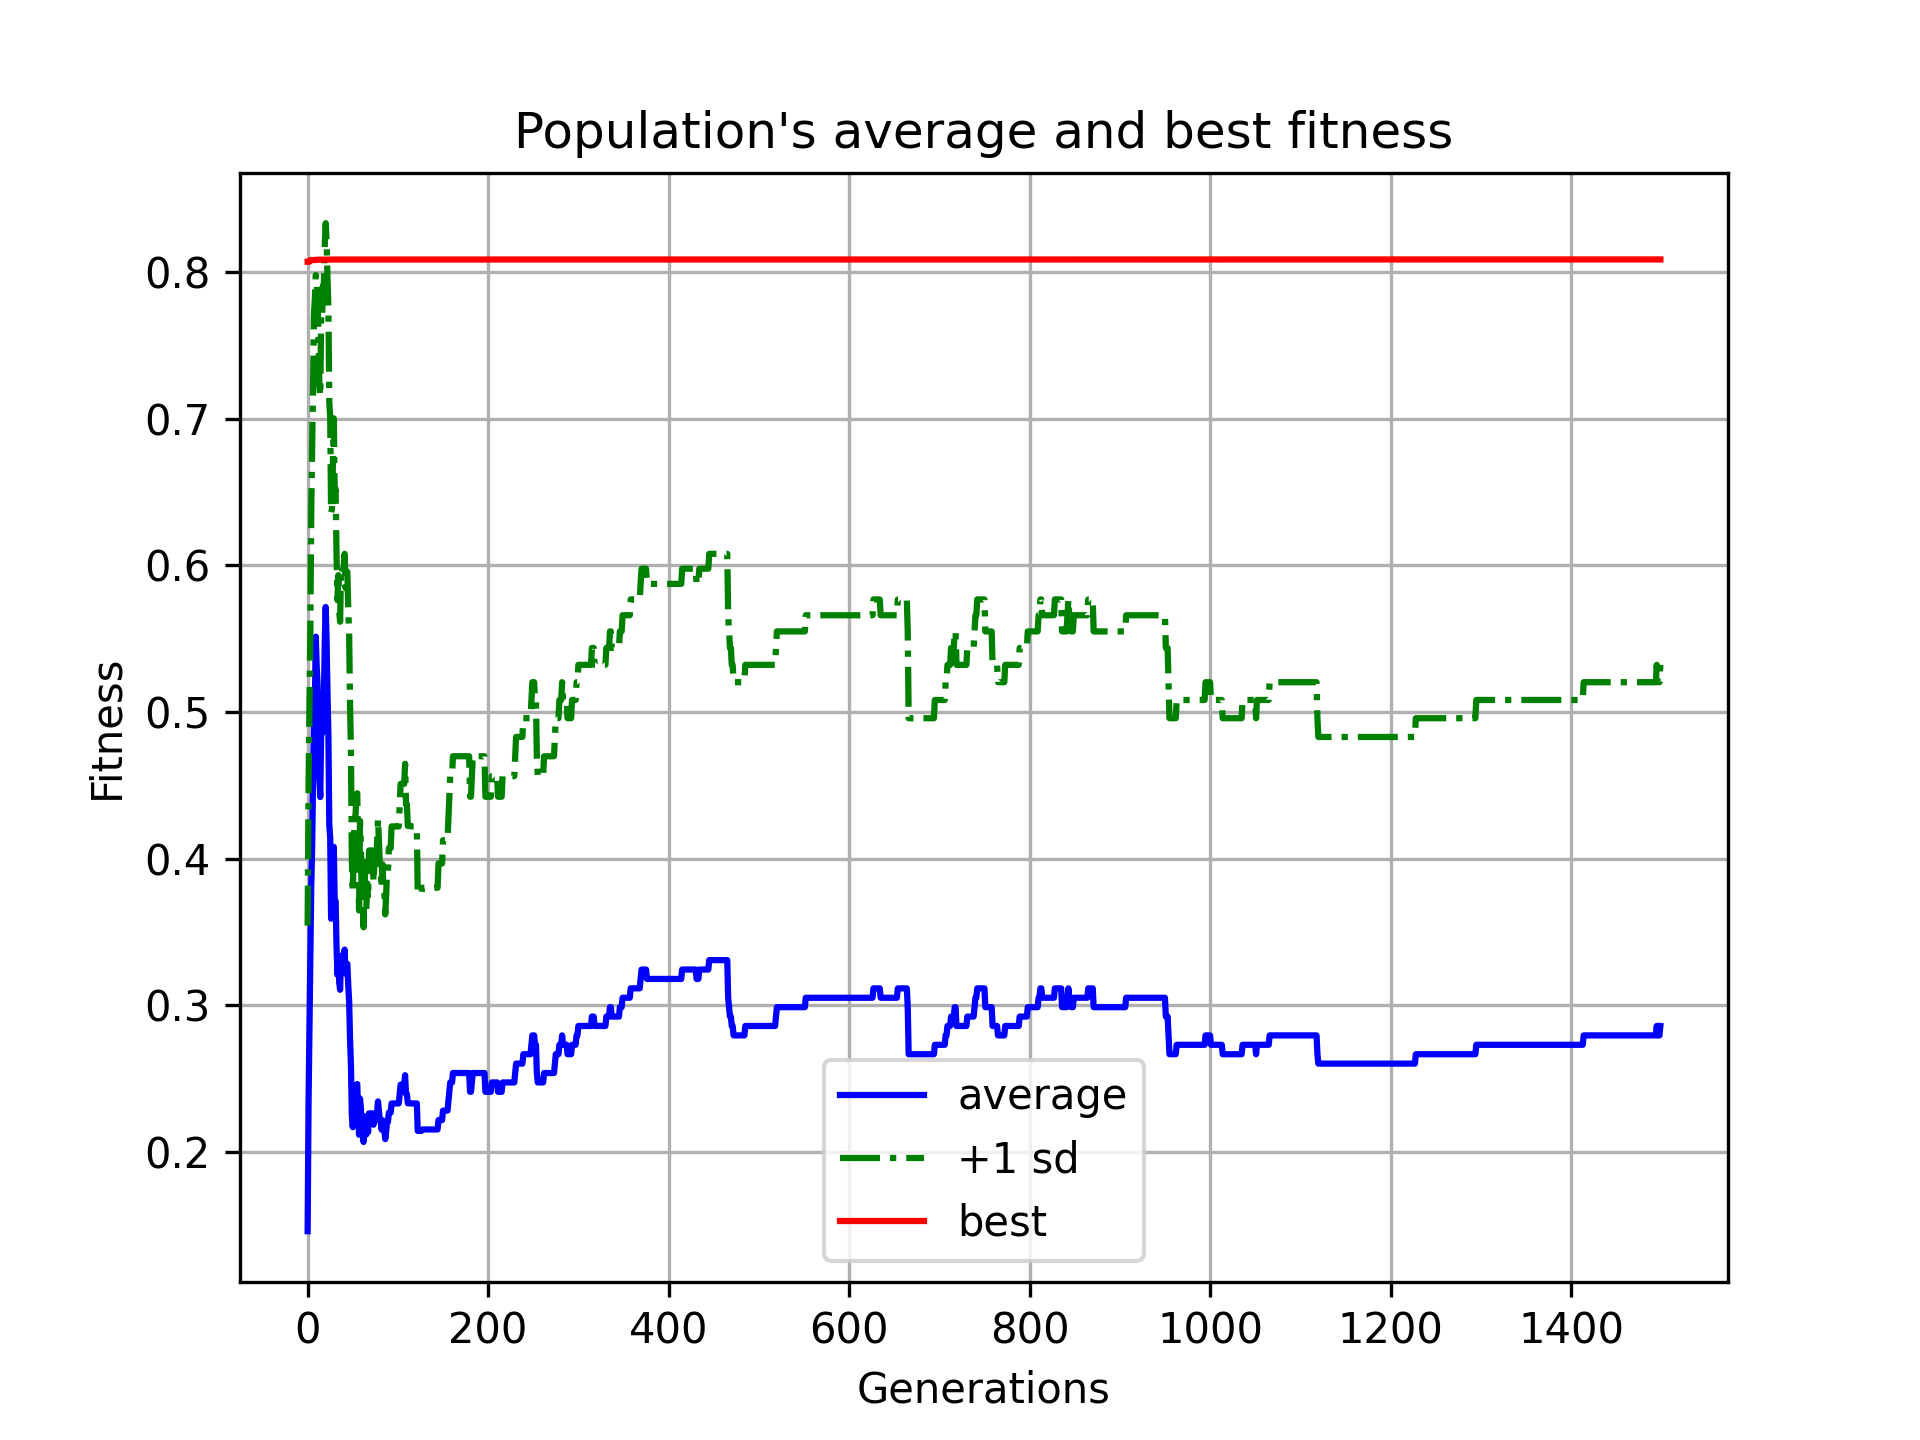 Population's average and best fitness
Fitness
0.8
0.7
0.6
0.5
0.4
0.3
0.2
average
+1 sd
best
0 200 400 600 800 1000 1200 1400
Generations